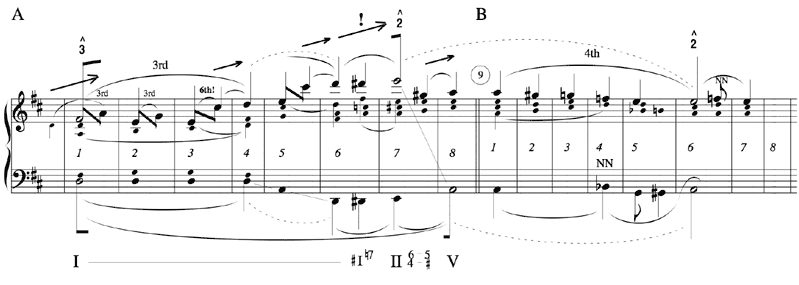 A B
! 
3 2
3rd 4th 2
3rd 3rd 6th! 9 NN
1 2 3 4 5 6 7 8 1 2 3 4 5 6 7 8
NN
I ♯I♮7 II 6 4 – 5 ♯ V